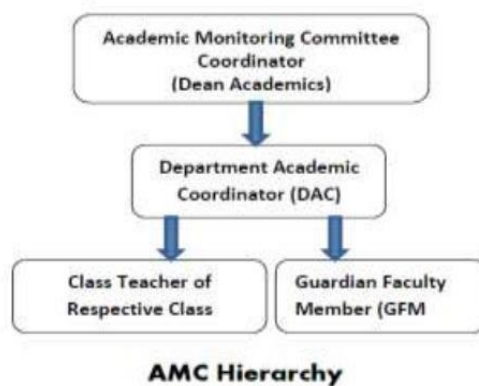 Academic Monitoring Committee
Coordinator
(Dean Academics)
Department Academic
Coordinator (DAC)
Class Teacher of
Respective Class
Guardian Faculty
Member (GFM
AMC Hierarchy